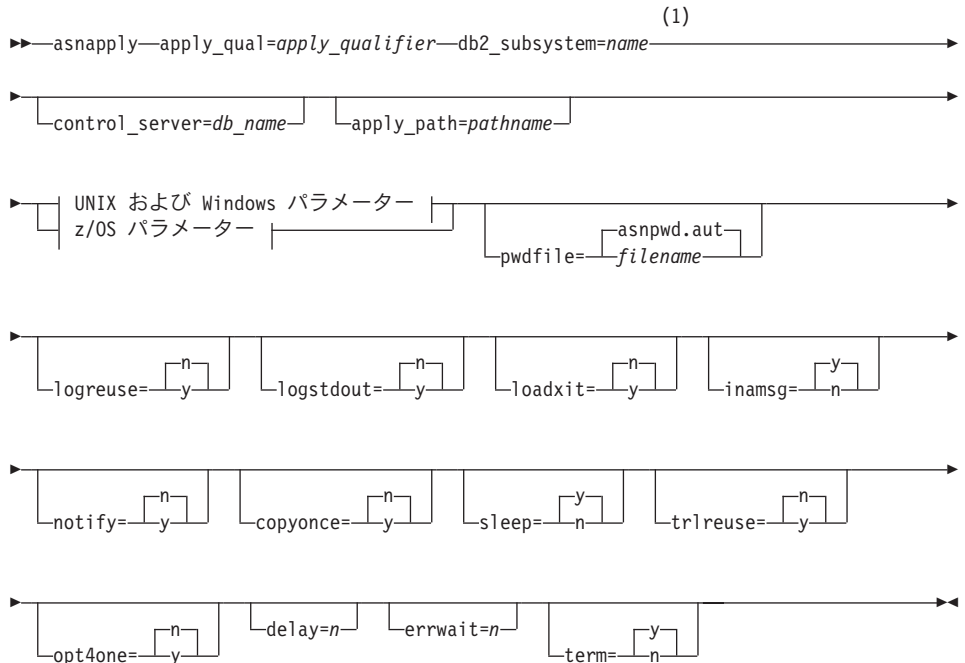 (1)
asnapply apply_qual=apply_qualifier db2_subsystem=name
control_server=db_name apply_path=pathname
UNIX および Windows パラメーター
z/OS パラメーター
asnpwd.aut
pwdfile= filename
n n n y
logreuse= y logstdout= y loadxit= y inamsg= n
n n y n
notify= y copyonce= y sleep= n trlreuse= y
n y
opt4one= y delay=n errwait=n term= n